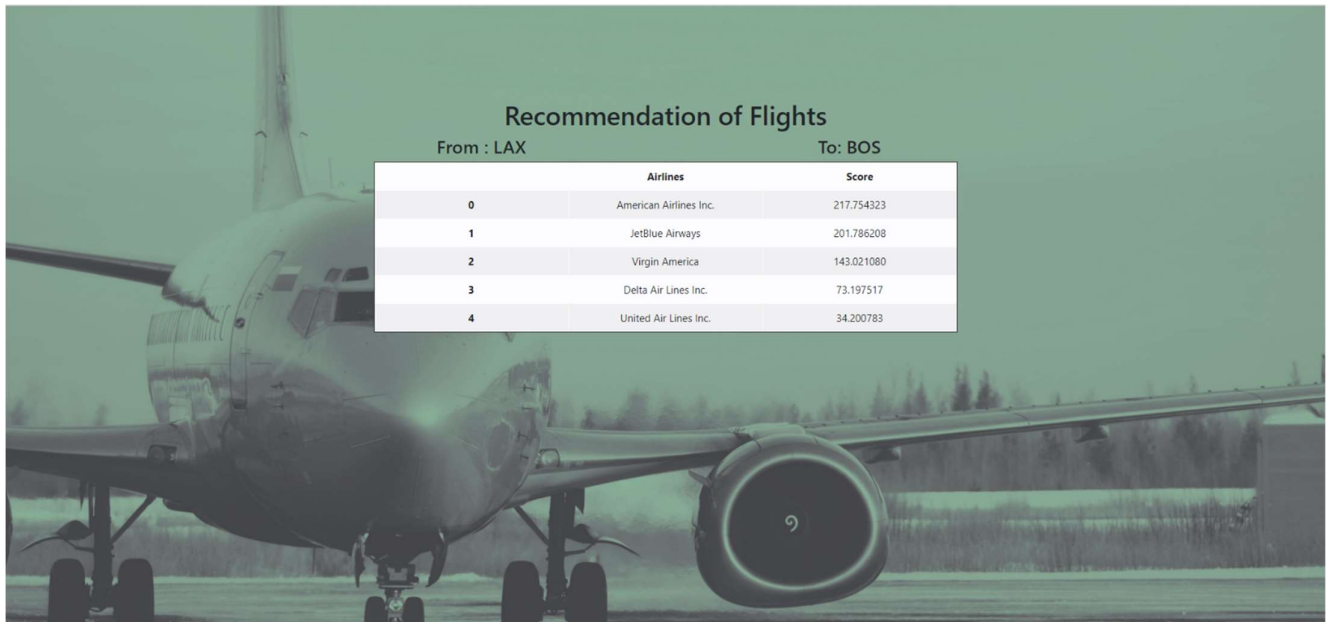 Recommendation of Flights
From : LAX To: BOS
Airlines Score
0 American Airlines Inc. 217.754323
1 JetBlue Airways 201.786208
2 Virgin America 143.021080
3 Delta Air Lines Inc. 73.197517
4 United Air Lines Inc. 34.200783